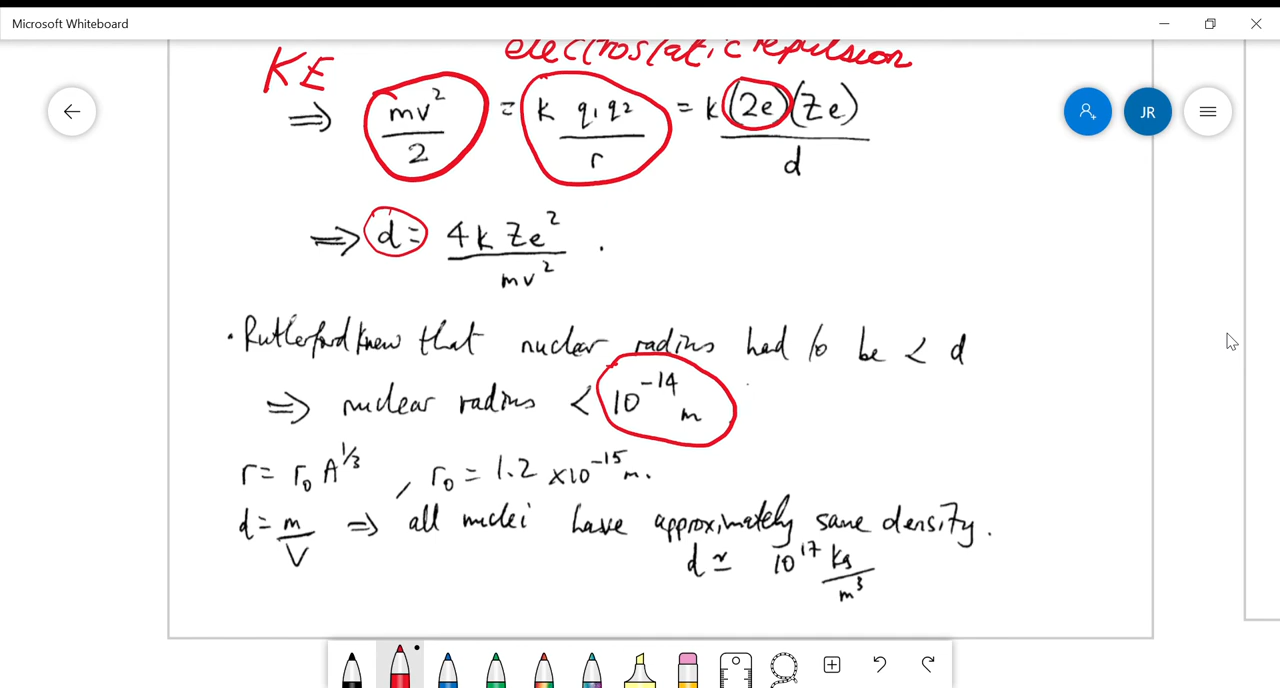 Microsoft Whiteboard
electrostatic repulsion
KE
⇒ mv²/2 = k q₁q₂/r = k(2e)(Ze)/d
JR
⇒ d = 4kZe²/mv² .
· Rutherford knew that nuclear radius had to be < d
⇒ nuclear radius < 10⁻¹⁴ m
r = r₀ A^(1/3) , r₀ = 1.2 ×10⁻¹⁵ m.
d = m/V ⇒ all nuclei have approximately same density.
d ≃ 10¹⁷ kg/m³